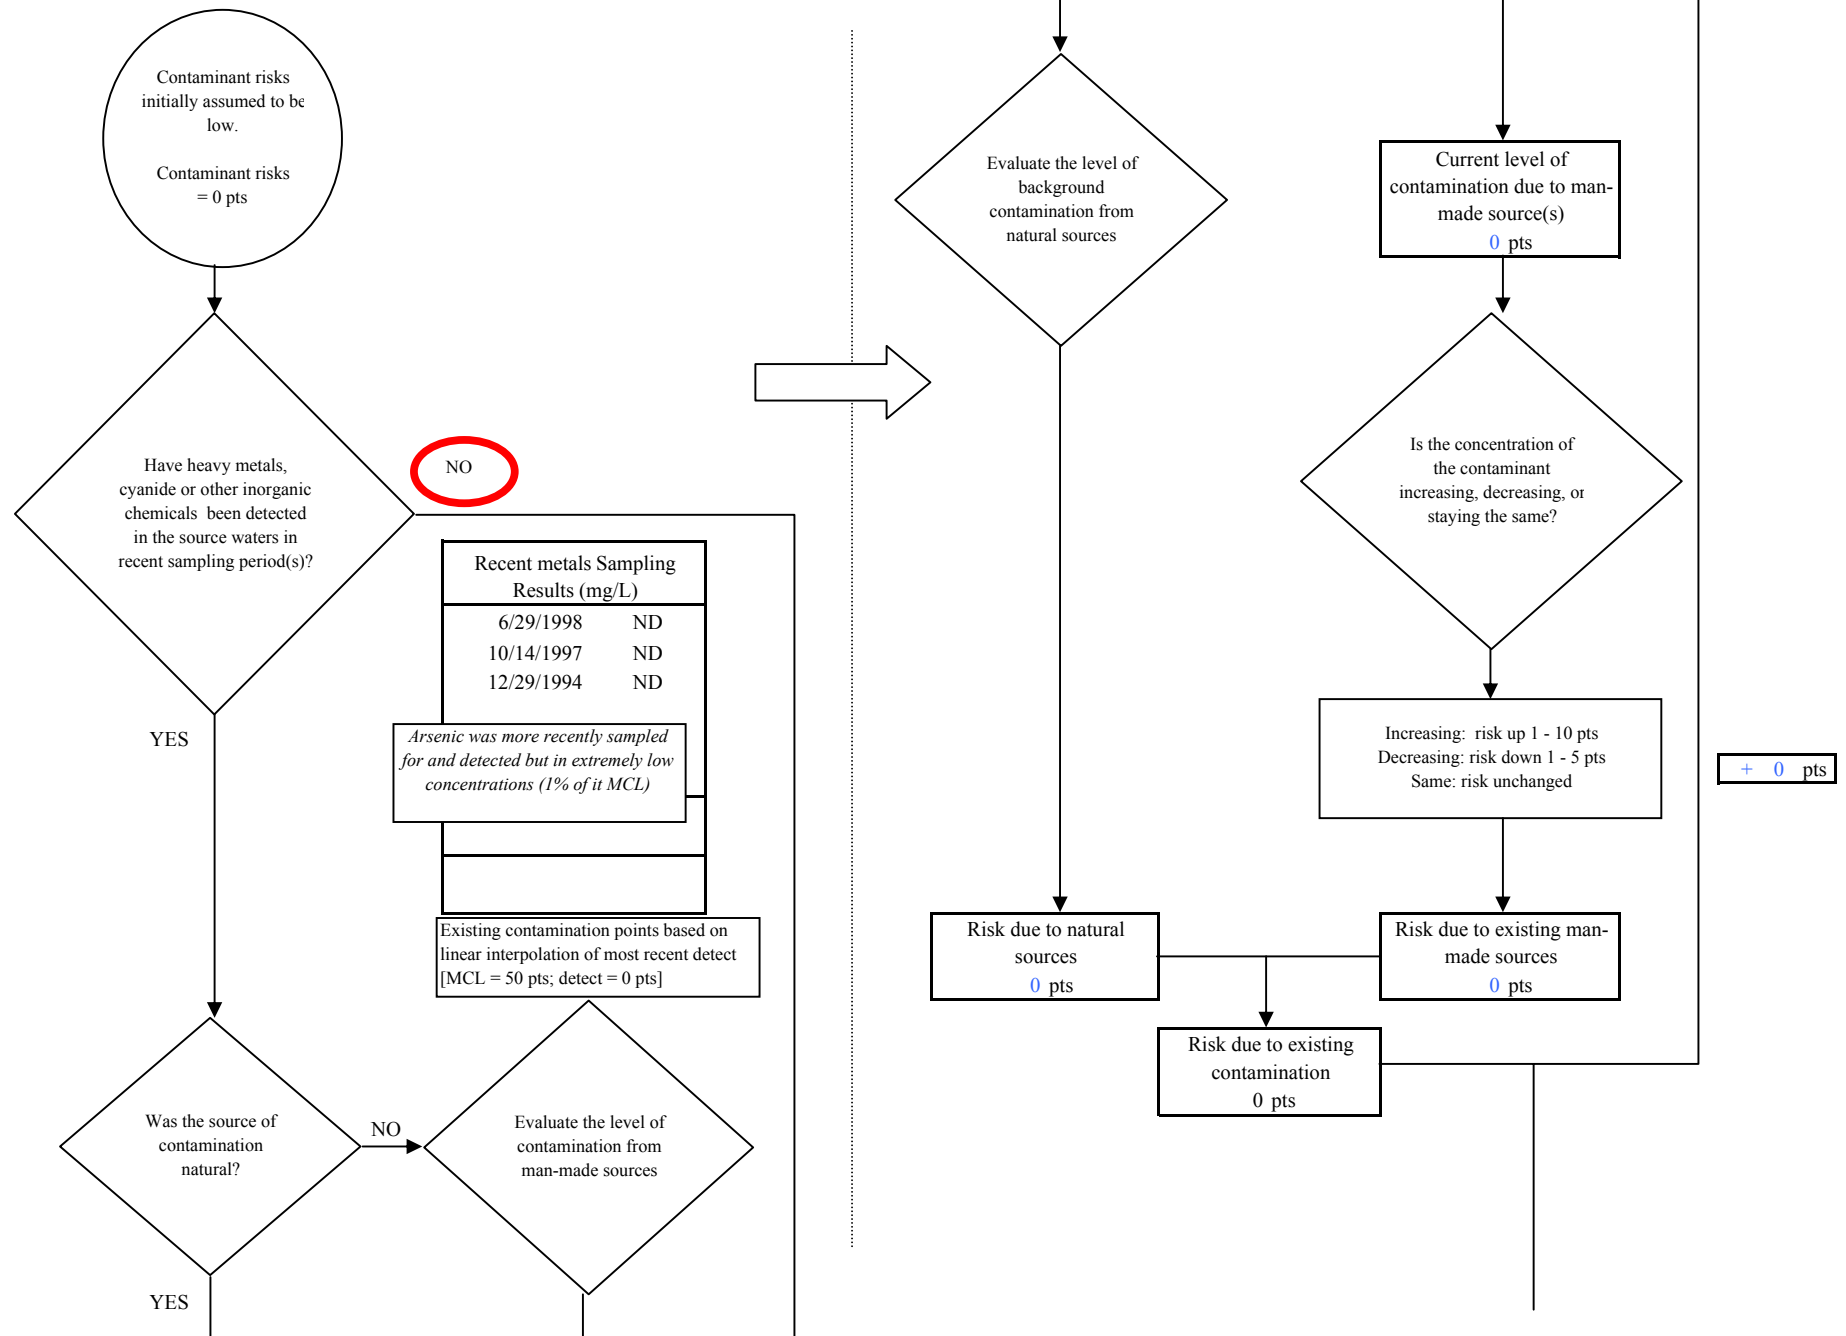 Contaminant risks
initially assumed to be
low.
Contaminant risks
= 0 pts
Have heavy metals,
cyanide or other inorganic
chemicals been detected
in the source waters in
recent sampling period(s)?
NO
Recent metals Sampling
Results (mg/L)
6/29/1998 ND
10/14/1997 ND
12/29/1994 ND
YES
Arsenic was more recently sampled
for and detected but in extremely low
concentrations (1% of it MCL)
Existing contamination points based on
linear interpolation of most recent detect
[MCL = 50 pts; detect = 0 pts]
Was the source of
contamination
natural?
NO
Evaluate the level of
contamination from
man-made sources
YES
Evaluate the level of
background
contamination from
natural sources
Current level of
contamination due to man-
made source(s)
0 pts
Is the concentration of
the contaminant
increasing, decreasing, or
staying the same?
Increasing: risk up 1 - 10 pts
Decreasing: risk down 1 - 5 pts
Same: risk unchanged
+ 0 pts
Risk due to natural
sources
0 pts
Risk due to existing man-
made sources
0 pts
Risk due to existing
contamination
0 pts